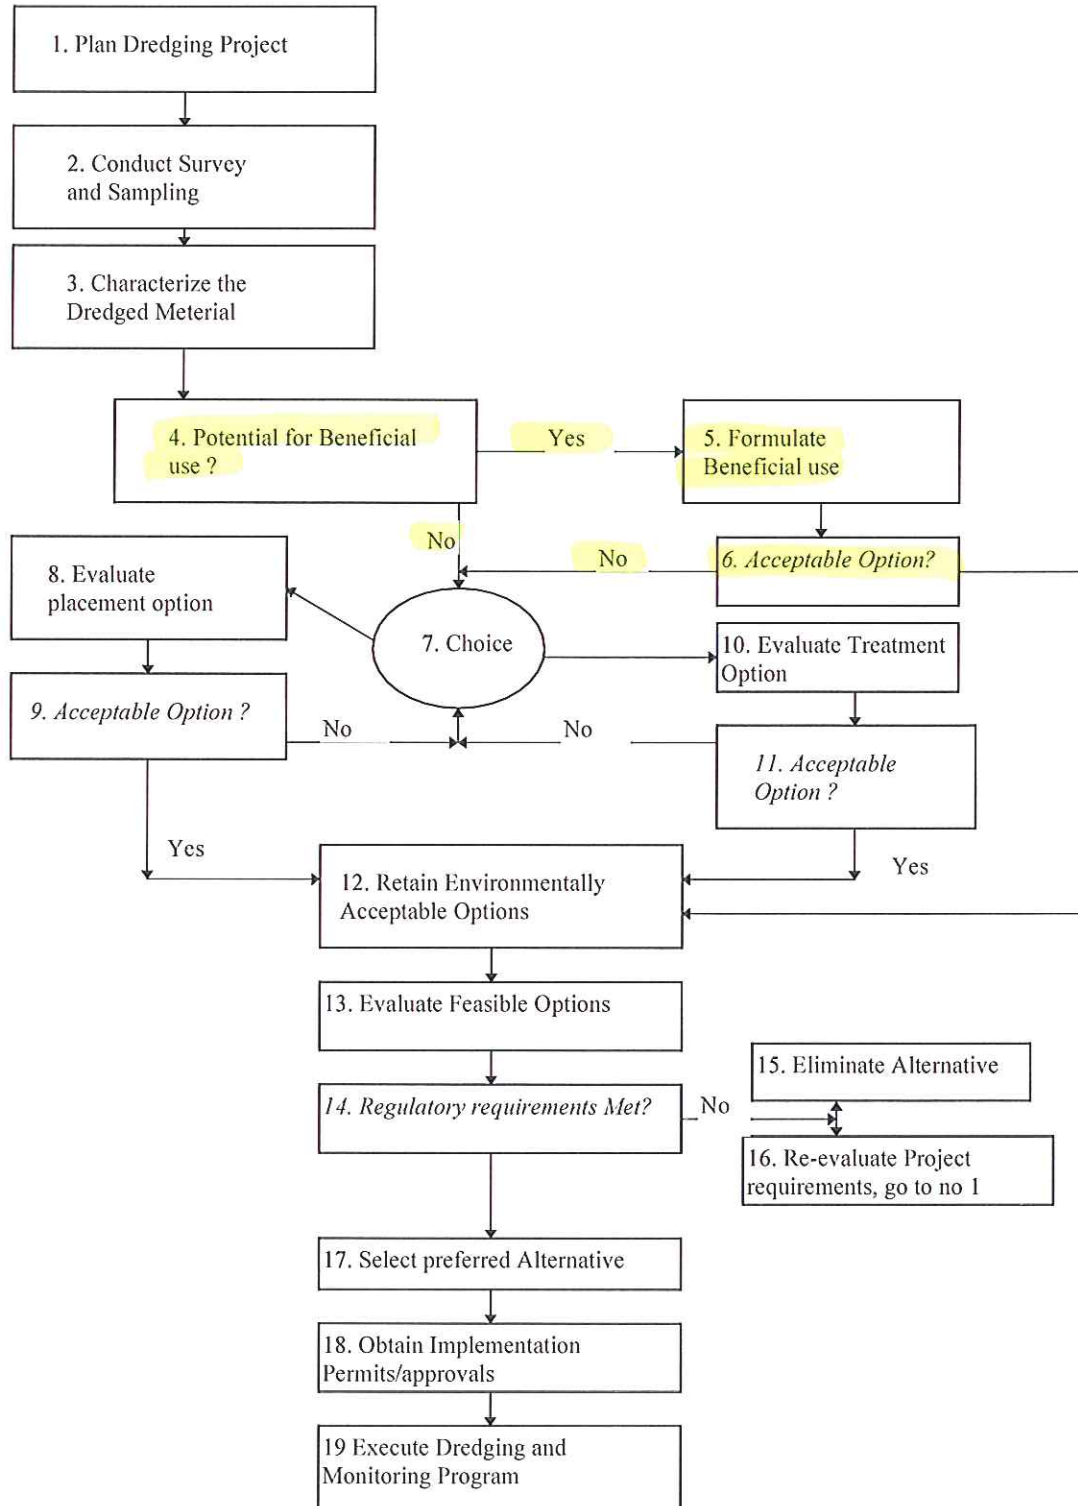 1. Plan Dredging Project
2. Conduct Survey
and Sampling
3. Characterize the
Dredged Meterial
4. Potential for Beneficial
use ?
Yes
5. Formulate
Beneficial use
No
No
6. Acceptable Option?
8. Evaluate
placement option
7. Choice
10. Evaluate Treatment
Option
9. Acceptable Option ?
No
No
11. Acceptable
Option ?
Yes
Yes
12. Retain Environmentally
Acceptable Options
13. Evaluate Feasible Options
14. Regulatory requirements Met?
No
15. Eliminate Alternative
16. Re-evaluate Project
requirements, go to no 1
17. Select preferred Alternative
18. Obtain Implementation
Permits/approvals
19 Execute Dredging and
Monitoring Program